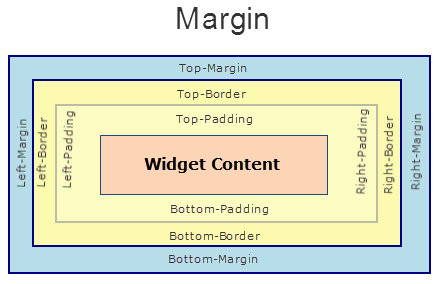 Margin
Top-Margin
Top-Border
Top-Padding
Left-Margin
Left-Border
Left-Padding
Widget Content
Right-Padding
Right-Border
Right-Margin
Bottom-Padding
Bottom-Border
Bottom-Margin